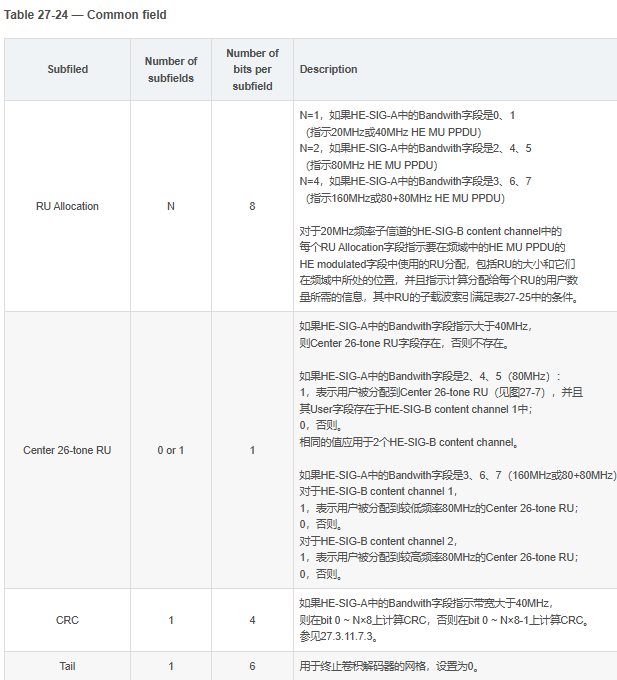 Table 27-24 — Common field
Subfiled
Number of
subfields
Number of
bits per
subfield
Description
RU Allocation
N
8
N=1，如果HE-SIG-A中的Bandwith字段是0、1
（指示20MHz或40MHz HE MU PPDU）
N=2，如果HE-SIG-A中的Bandwith字段是2、4、5
（指示80MHz HE MU PPDU）
N=4，如果HE-SIG-A中的Bandwith字段是3、6、7
（指示160MHz或80+80MHz HE MU PPDU）
对于20MHz频率子信道的HE-SIG-B content channel中的
每个RU Allocation字段指示要在频域中的HE MU PPDU的
HE modulated字段中使用的RU分配，包括RU的大小和它们
在频域中所处的位置，并且指示计算分配给每个RU的用户数
量所需的信息，其中RU的子载波索引满足表27-25中的条件。
Center 26-tone RU
0 or 1
1
如果HE-SIG-A中的Bandwith字段指示大于40MHz，
则Center 26-tone RU字段存在，否则不存在。
如果HE-SIG-A中的Bandwith字段是2、4、5（80MHz）：
1，表示用户被分配到Center 26-tone RU（见图27-7），并且
其User字段存在于HE-SIG-B content channel 1中；
0，否则。
相同的值应用于2个HE-SIG-B content channel。
如果HE-SIG-A中的Bandwith字段是3、6、7（160MHz或80+80MHz）
对于HE-SIG-B content channel 1，
1，表示用户被分配到较低频率80MHz的Center 26-tone RU；
0，否则。
对于HE-SIG-B content channel 2，
1，表示用户被分配到较高频率80MHz的Center 26-tone RU；
0，否则。
CRC
1
4
如果HE-SIG-A中的Bandwith字段指示带宽大于40MHz，
则在bit 0 ~ N×8上计算CRC，否则在bit 0 ~ N×8-1上计算CRC。
参见27.3.11.7.3。
Tail
1
6
用于终止卷积解码器的网格，设置为0。